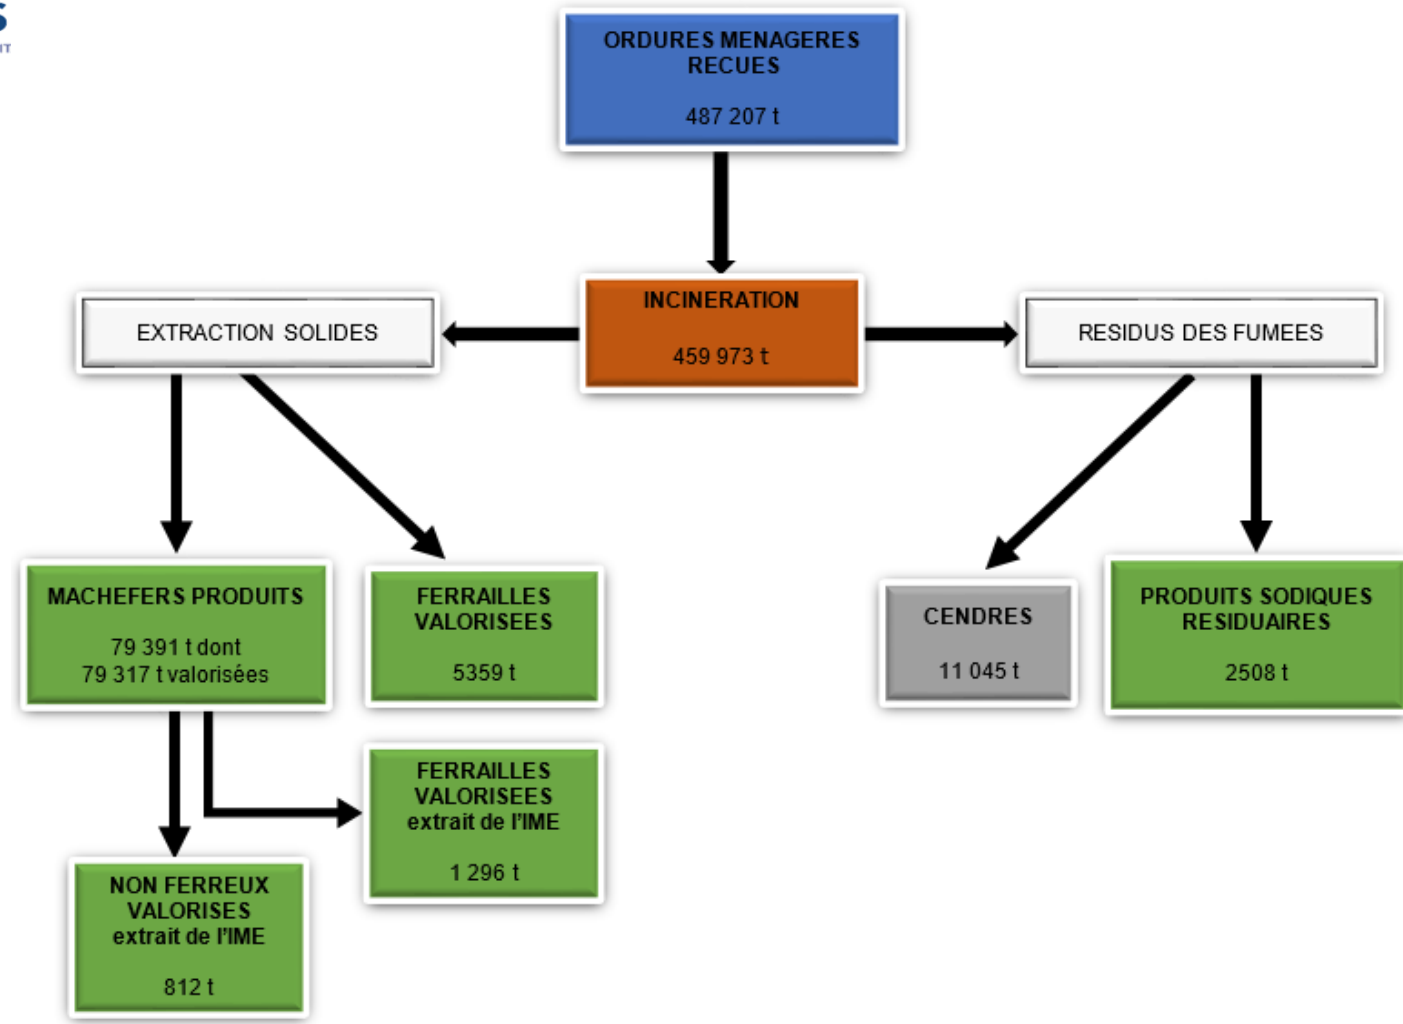 S
IT
ORDURES MENAGERES
RECUES
487 207 t
INCINERATION
459 973 t
EXTRACTION SOLIDES
RESIDUS DES FUMEES
MACHEFERS PRODUITS
79 391 t dont
79 317 t valorisées
FERRAILLES
VALORISEES
5359 t
CENDRES
11 045 t
PRODUITS SODIQUES
RESIDUAIRES
2508 t
FERRAILLES
VALORISEES
extrait de l'IME
1 296 t
NON FERREUX
VALORISES
extrait de l'IME
812 t